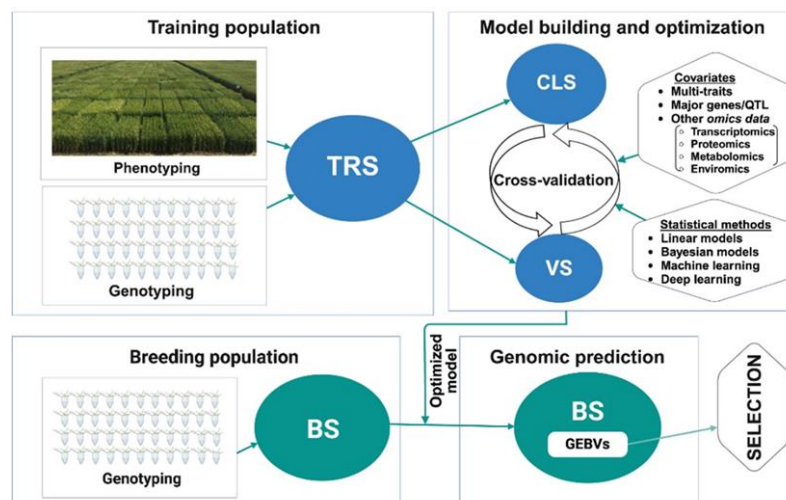 Training population
Phenotyping
Genotyping
TRS
Model building and optimization
CLS
Cross-validation
VS
Covariates
• Multi-traits
• Major genes/QTL
• Other omics data
Transcriptomics
Proteomics
Metabolomics
Enviromics
Statistical methods
• Linear models
• Bayesian models
• Machine learning
• Deep learning
Breeding population
Genotyping
BS
Optimized
model
Genomic prediction
BS
GEBVs
SELECTION